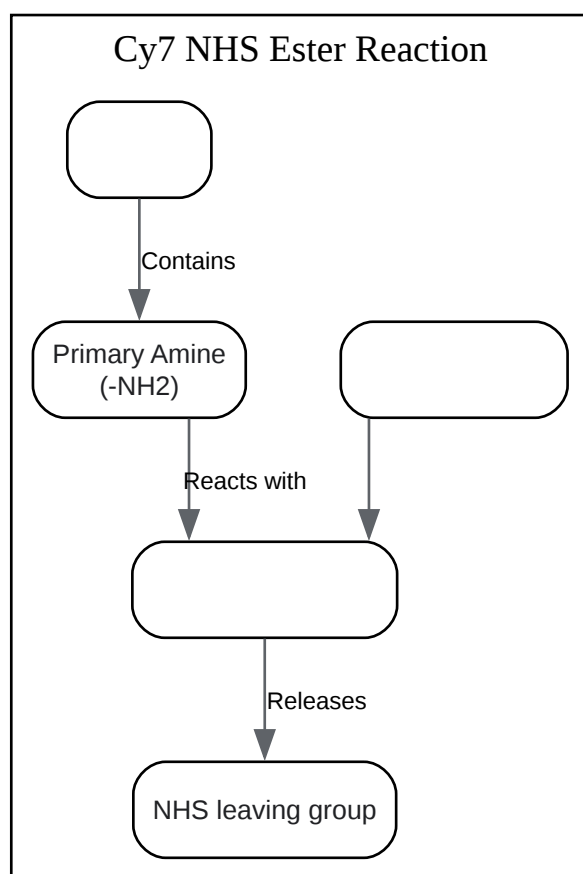 Cy7 NHS Ester Reaction
Contains
Primary Amine
(-NH2)
Reacts with
Releases
NHS leaving group